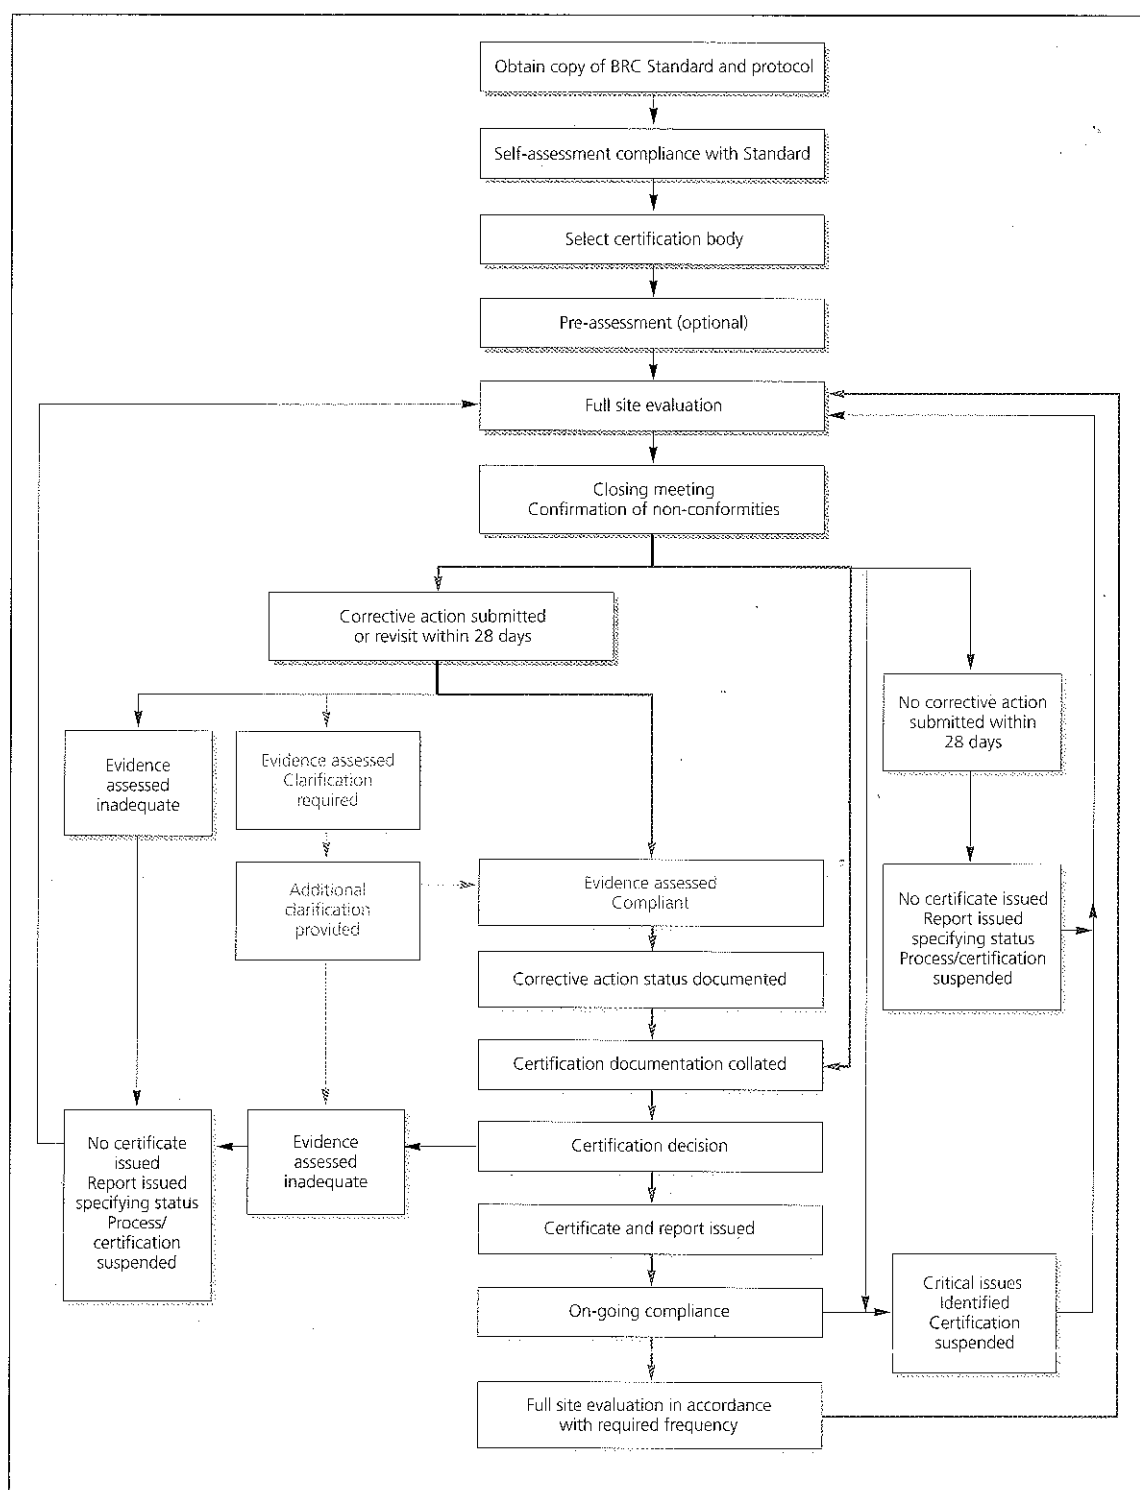 Obtain copy of BRC Standard and protocol
Self-assessment compliance with Standard
Select certification body
Pre-assessment (optional)
Full site evaluation
Closing meeting
Confirmation of non-conformities
Corrective action submitted
or revisit within 28 days
No corrective action
submitted within
28 days
Evidence
assessed
inadequate
Evidence assessed
Clarification
required
Additional
clarification
provided
Evidence assessed
Compliant
No certificate issued
Report issued
specifying status
Process/certification
suspended
Corrective action status documented
Certification documentation collated
No certificate
issued
Report issued
specifying status
Process/
certification
suspended
Evidence
assessed
inadequate
Certification decision
Certificate and report issued
On-going compliance
Critical issues
Identified
Certification
suspended
Full site evaluation in accordance
with required frequency